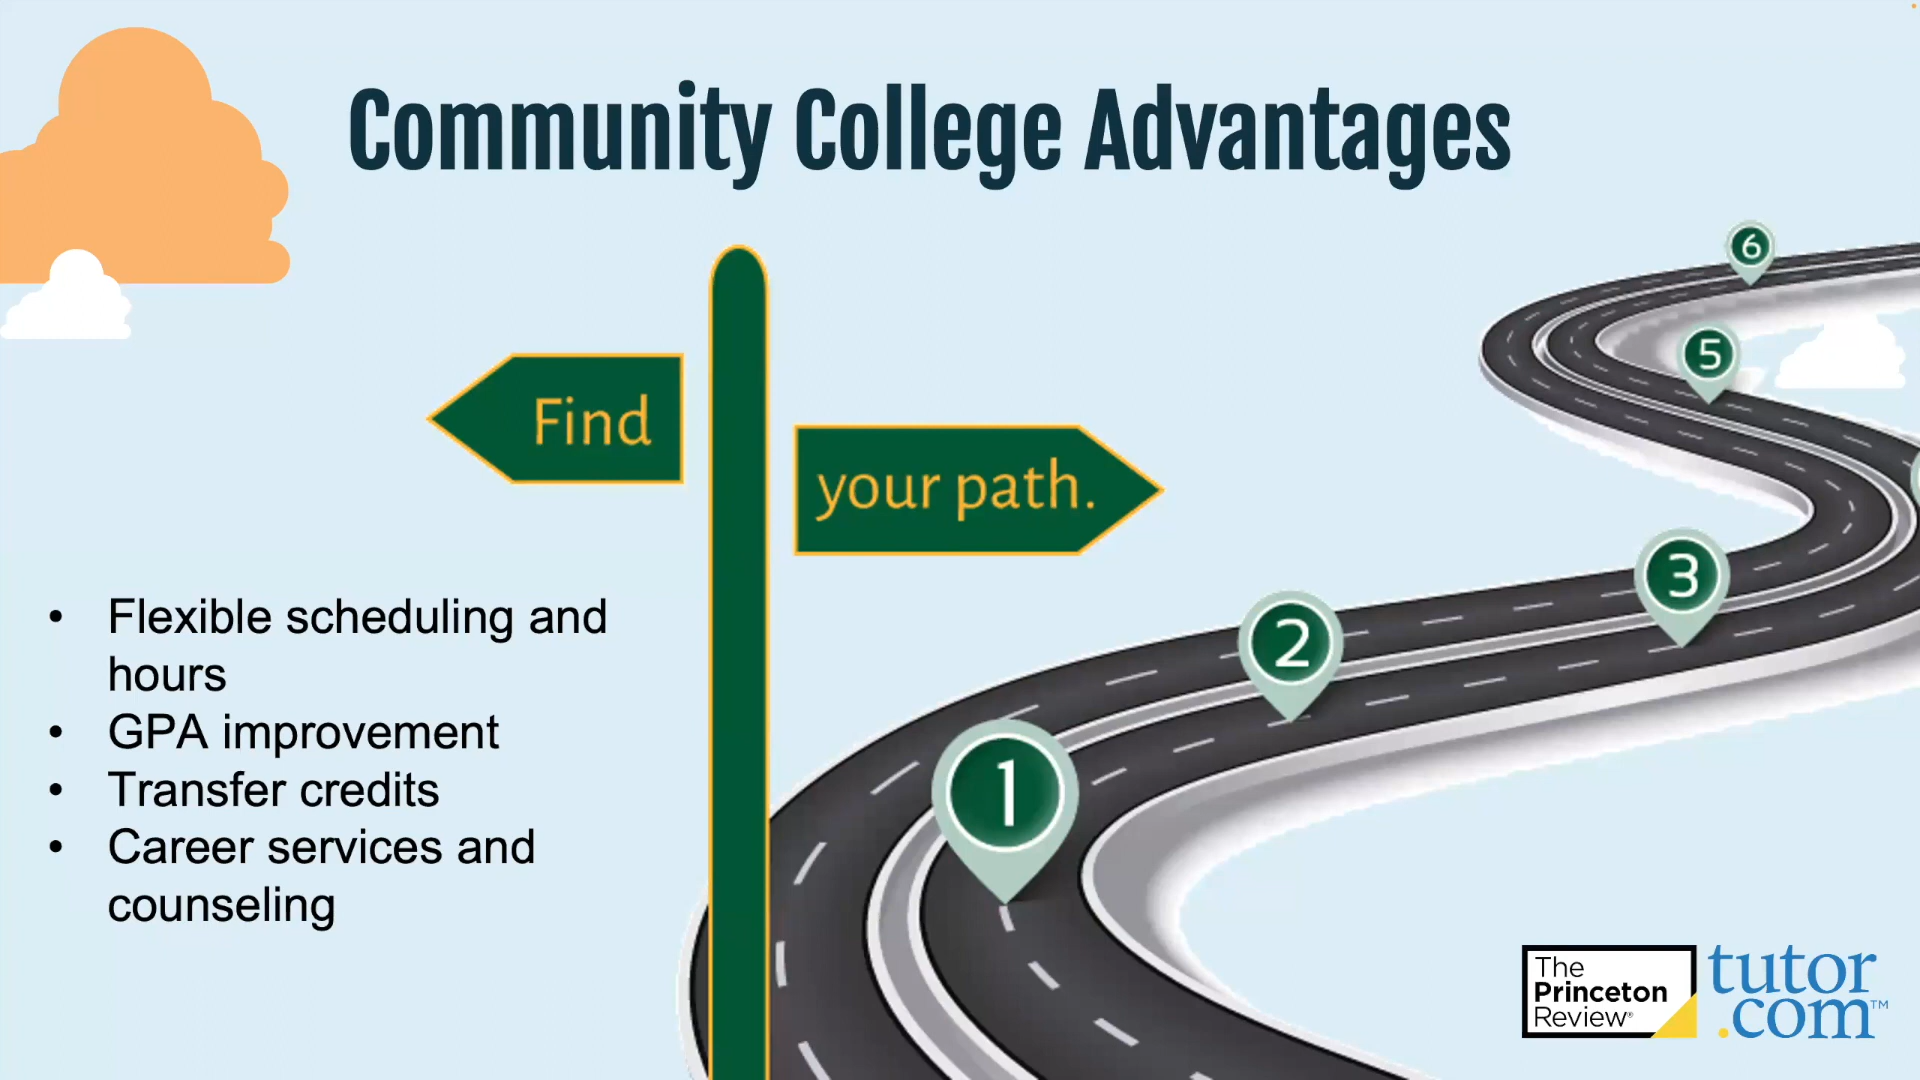 Community College Advantages
Find
your path.
6
5
3
2
1
• Flexible scheduling and
hours
• GPA improvement
• Transfer credits
• Career services and
counseling
The
Princeton
Review®
tutor
.com™